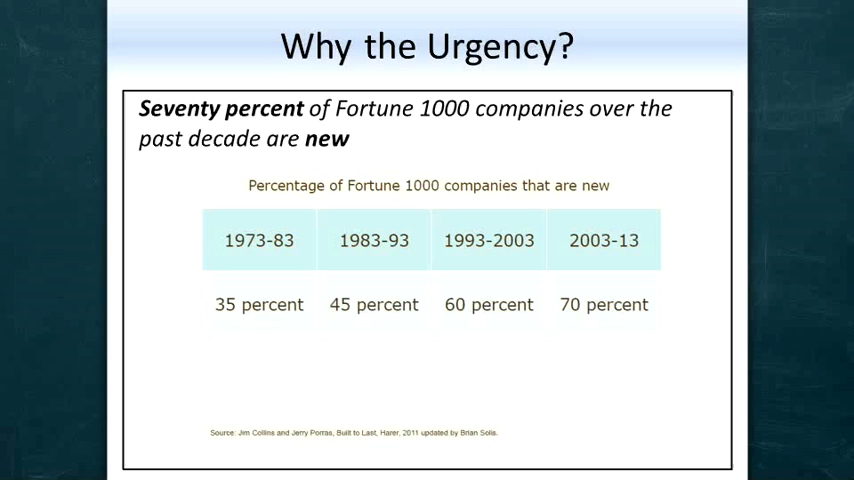 Why the Urgency?
Seventy percent of Fortune 1000 companies over the
past decade are new
Percentage of Fortune 1000 companies that are new
1973-83 1983-93 1993-2003 2003-13
35 percent 45 percent 60 percent 70 percent
Source: Jim Collins and Jerry Porras, Built to Last, Harer, 2011 updated by Brian Solis.